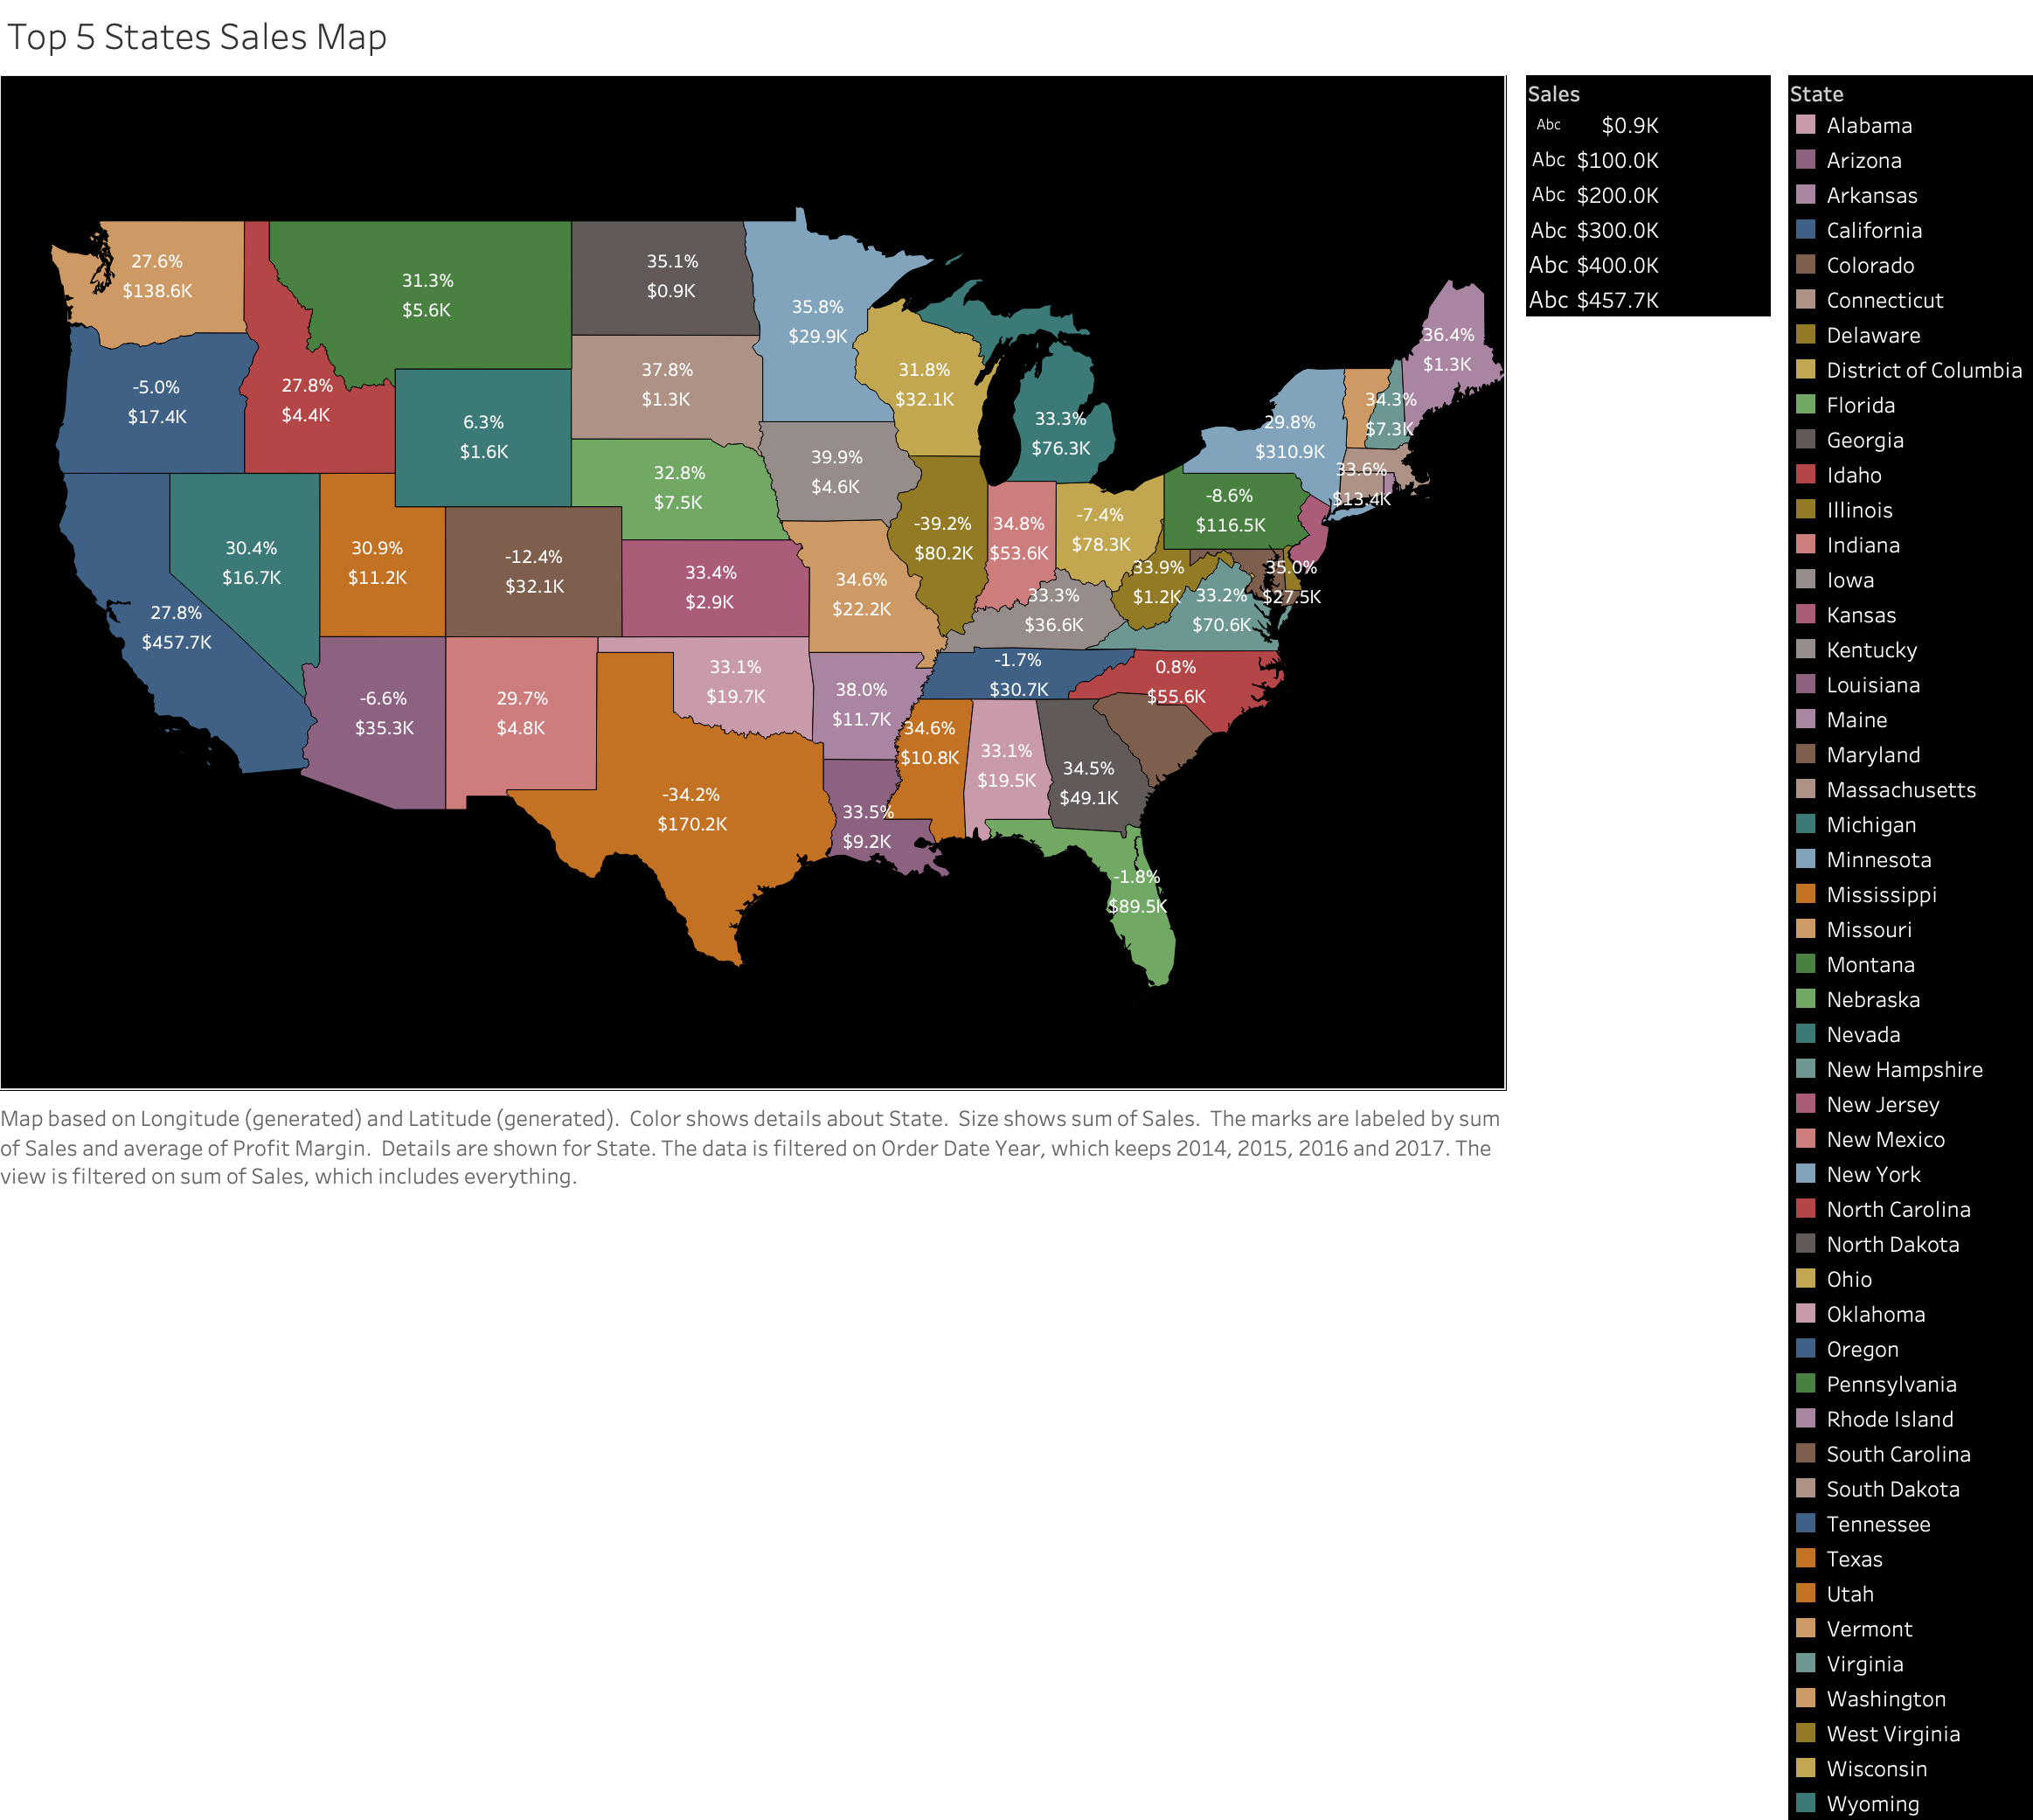 Top 5 States Sales Map
27.6%
$138.6K
31.3%
$5.6K
35.1%
$0.9K
35.8%
$29.9K
-5.0%
$17.4K
27.8%
$4.4K
6.3%
$1.6K
37.8%
$1.3K
31.8%
$32.1K
33.3%
$76.3K
36.4%
$1.3K
34.3%
$7.3K
29.8%
$310.9K
33.6%
$13.4K
32.8%
$7.5K
39.9%
$4.6K
-39.2%
$80.2K
34.8%
$53.6K
-7.4%
$78.3K
-8.6%
$116.5K
30.4%
$16.7K
30.9%
$11.2K
-12.4%
$32.1K
33.4%
$2.9K
34.6%
$22.2K
33.3%
$36.6K
33.9%
$1.2K
33.2%
$70.6K
35.0%
$27.5K
27.8%
$457.7K
-6.6%
$35.3K
29.7%
$4.8K
33.1%
$19.7K
38.0%
$11.7K
-1.7%
$30.7K
0.8%
$55.6K
34.6%
$10.8K
33.1%
$19.5K
34.5%
$49.1K
-34.2%
$170.2K
33.5%
$9.2K
-1.8%
$89.5K
Sales
Abc $0.9K
Abc $100.0K
Abc $200.0K
Abc $300.0K
Abc $400.0K
Abc $457.7K
State
Alabama
Arizona
Arkansas
California
Colorado
Connecticut
Delaware
District of Columbia
Florida
Georgia
Idaho
Illinois
Indiana
Iowa
Kansas
Kentucky
Louisiana
Maine
Maryland
Massachusetts
Michigan
Minnesota
Mississippi
Missouri
Montana
Nebraska
Nevada
New Hampshire
New Jersey
New Mexico
New York
North Carolina
North Dakota
Ohio
Oklahoma
Oregon
Pennsylvania
Rhode Island
South Carolina
South Dakota
Tennessee
Texas
Utah
Vermont
Virginia
Washington
West Virginia
Wisconsin
Wyoming
Map based on Longitude (generated) and Latitude (generated).  Color shows details about State.  Size shows sum of Sales.  The marks are labeled by sum
of Sales and average of Profit Margin.  Details are shown for State. The data is filtered on Order Date Year, which keeps 2014, 2015, 2016 and 2017. The
view is filtered on sum of Sales, which includes everything.